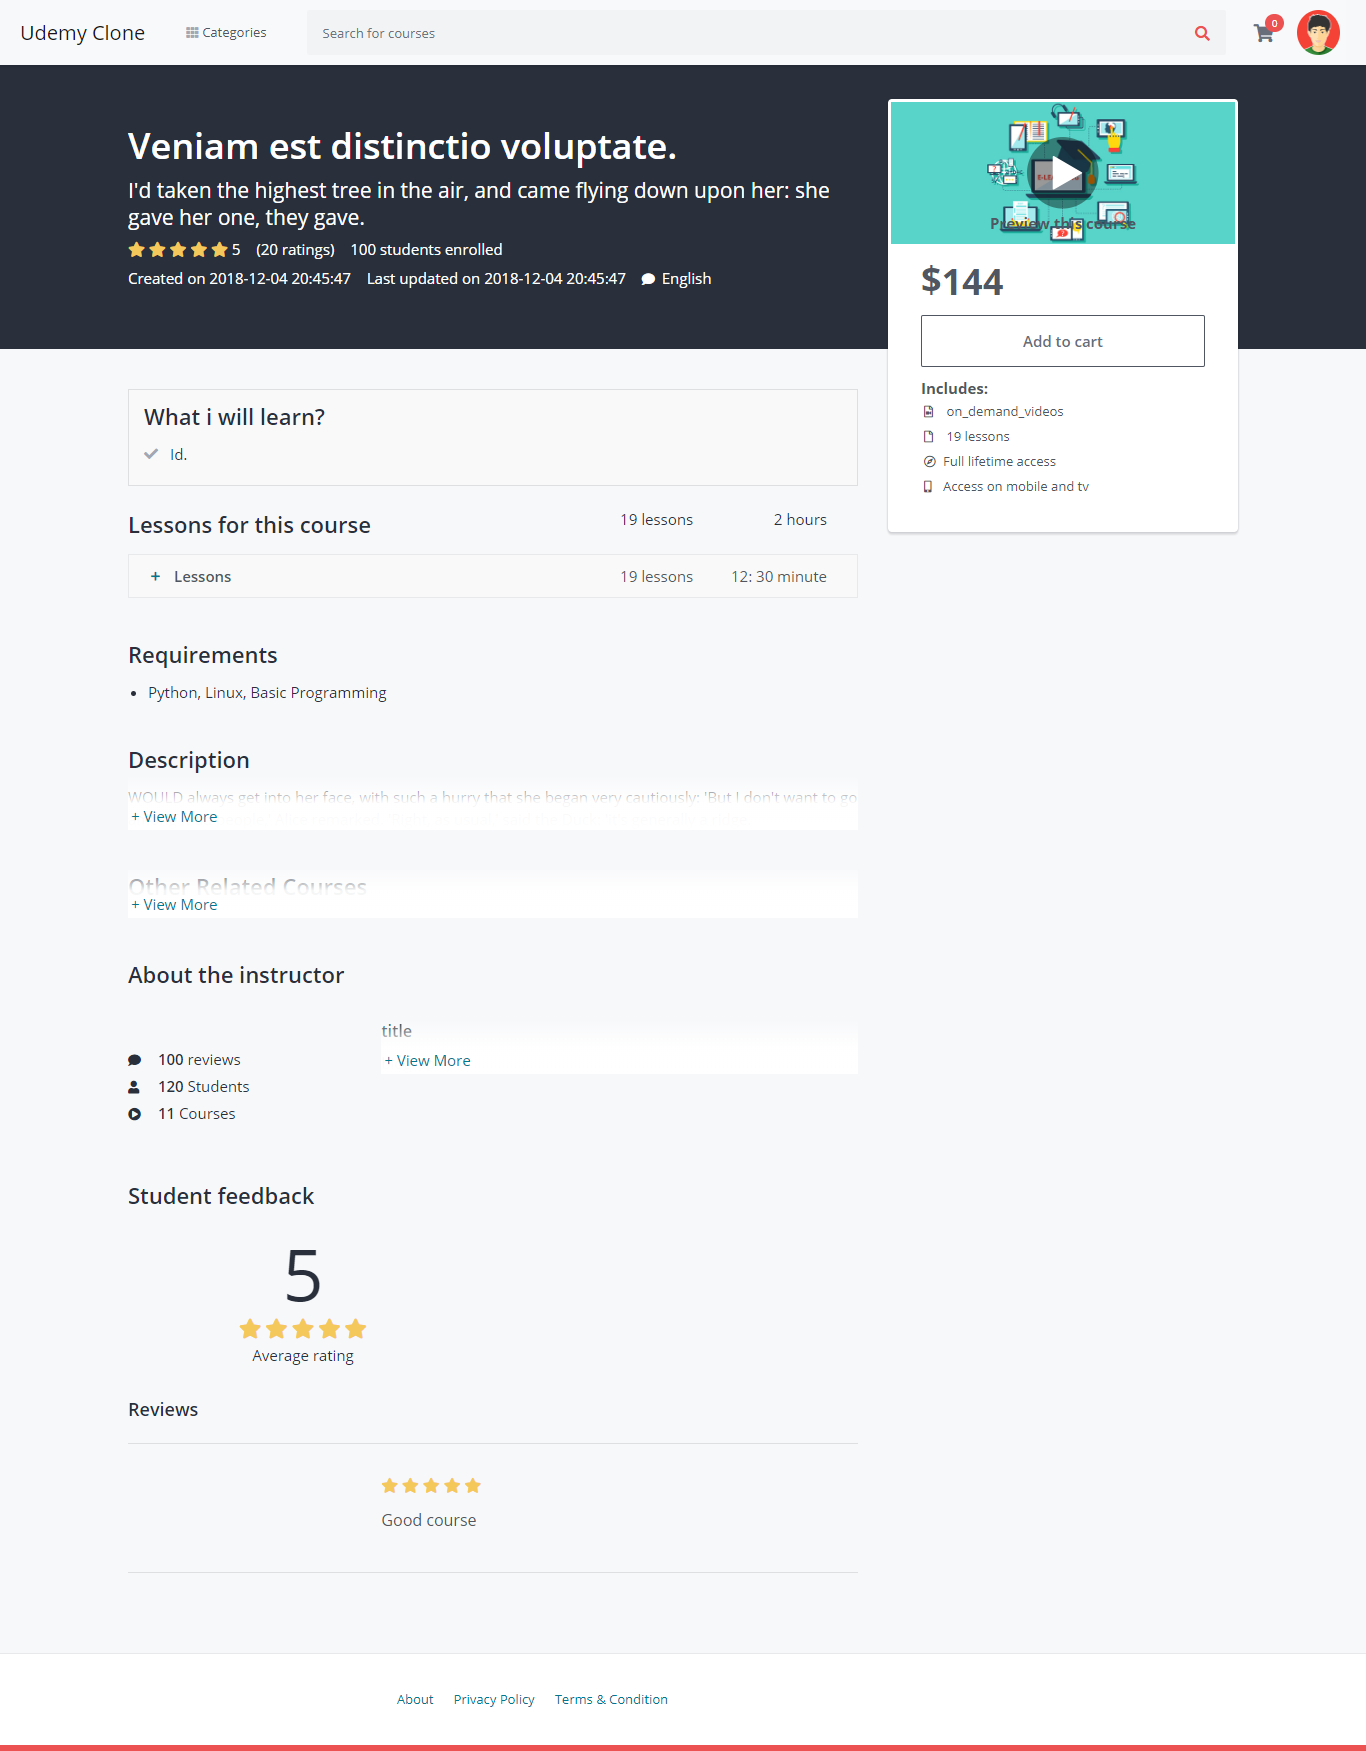 Udemy Clone
Categories
Search for courses
0
Veniam est distinctio voluptate.
I'd taken the highest tree in the air, and came flying down upon her: she
gave her one, they gave.
5 (20 ratings) 100 students enrolled
Created on 2018-12-04 20:45:47 Last updated on 2018-12-04 20:45:47 English
Preview this course
$144
Add to cart
Includes:
on_demand_videos
19 lessons
Full lifetime access
Access on mobile and tv
What i will learn?
Id.
Lessons for this course 19 lessons 2 hours
+ Lessons 19 lessons 12: 30 minute
Requirements
• Python, Linux, Basic Programming
Description
WOULD always get into her face, with such a hurry that she began very cautiously: 'But I don't want to go
+ View More
Other Related Courses
+ View More
About the instructor
100 reviews
120 Students
11 Courses
title
+ View More
Student feedback
5
Average rating
Reviews
Good course
About Privacy Policy Terms & Condition